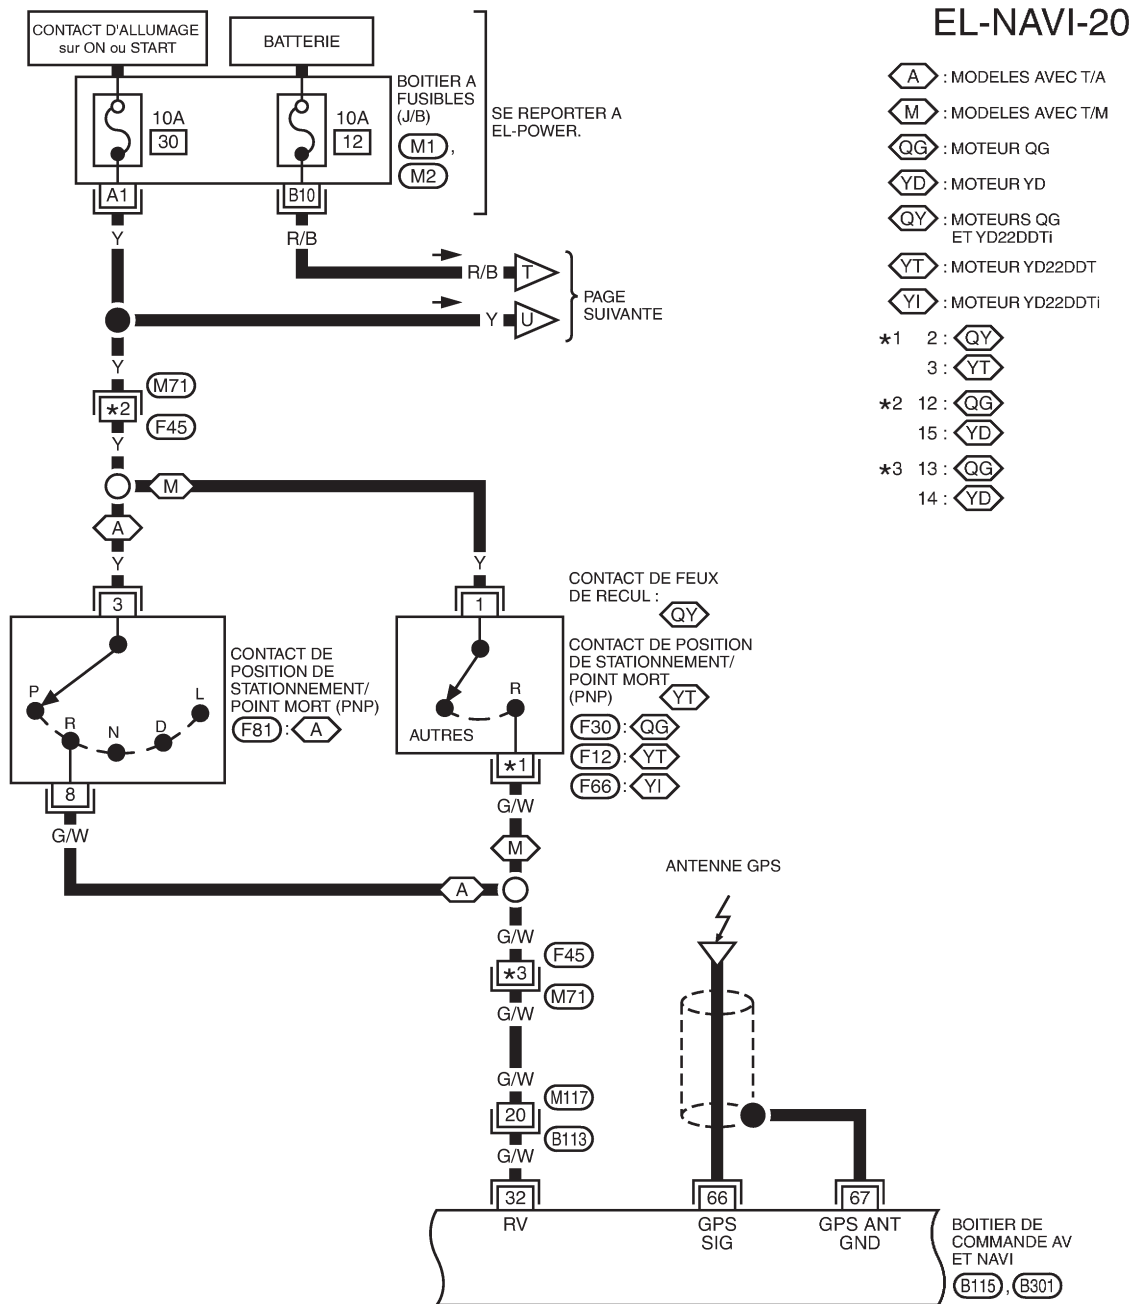 EL-NAVI-20
CONTACT D'ALLUMAGE
sur ON ou START
BATTERIE
10A
30
10A
12
BOITIER A
FUSIBLES
(J/B)
M1 ,
M2
SE REPORTER A
EL-POWER.
A1
B10
Y
R/B
R/B
T
Y
U
PAGE
SUIVANTE
Y
M71
*2
F45
Y
M
A
Y
Y
3
1
CONTACT DE
POSITION DE
STATIONNEMENT/
POINT MORT (PNP)
F81 : A
P
R
N
D
L
8
G/W
A
AUTRES
R
*1
CONTACT DE FEUX
DE RECUL :
QY
CONTACT DE POSITION
DE STATIONNEMENT/
POINT MORT
(PNP)
YT
F30 : QG
F12 : YT
F66 : YI
G/W
M
G/W
F45
*3
M71
G/W
G/W
M117
20
B113
G/W
32
RV
ANTENNE GPS
66
GPS
SIG
67
GPS ANT
GND
BOITIER DE
COMMANDE AV
ET NAVI
B115 , B301
A : MODELES AVEC T/A
M : MODELES AVEC T/M
QG : MOTEUR QG
YD : MOTEUR YD
QY : MOTEURS QG
ET YD22DDTi
YT : MOTEUR YD22DDT
YI : MOTEUR YD22DDTi
*1 2 : QY
3 : YT
*2 12 : QG
15 : YD
*3 13 : QG
14 : YD